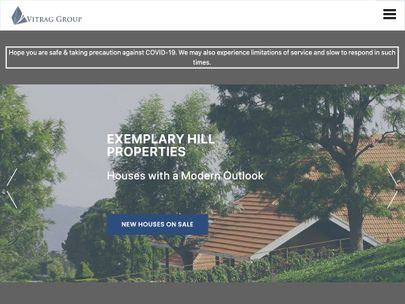 VITRAG GROUP
Hope you are safe & taking precaution against COVID-19. We may also experience limitations of service and slow to respond in such
times.
EXEMPLARY HILL
PROPERTIES
Houses with a Modern Outlook
NEW HOUSES ON SALE